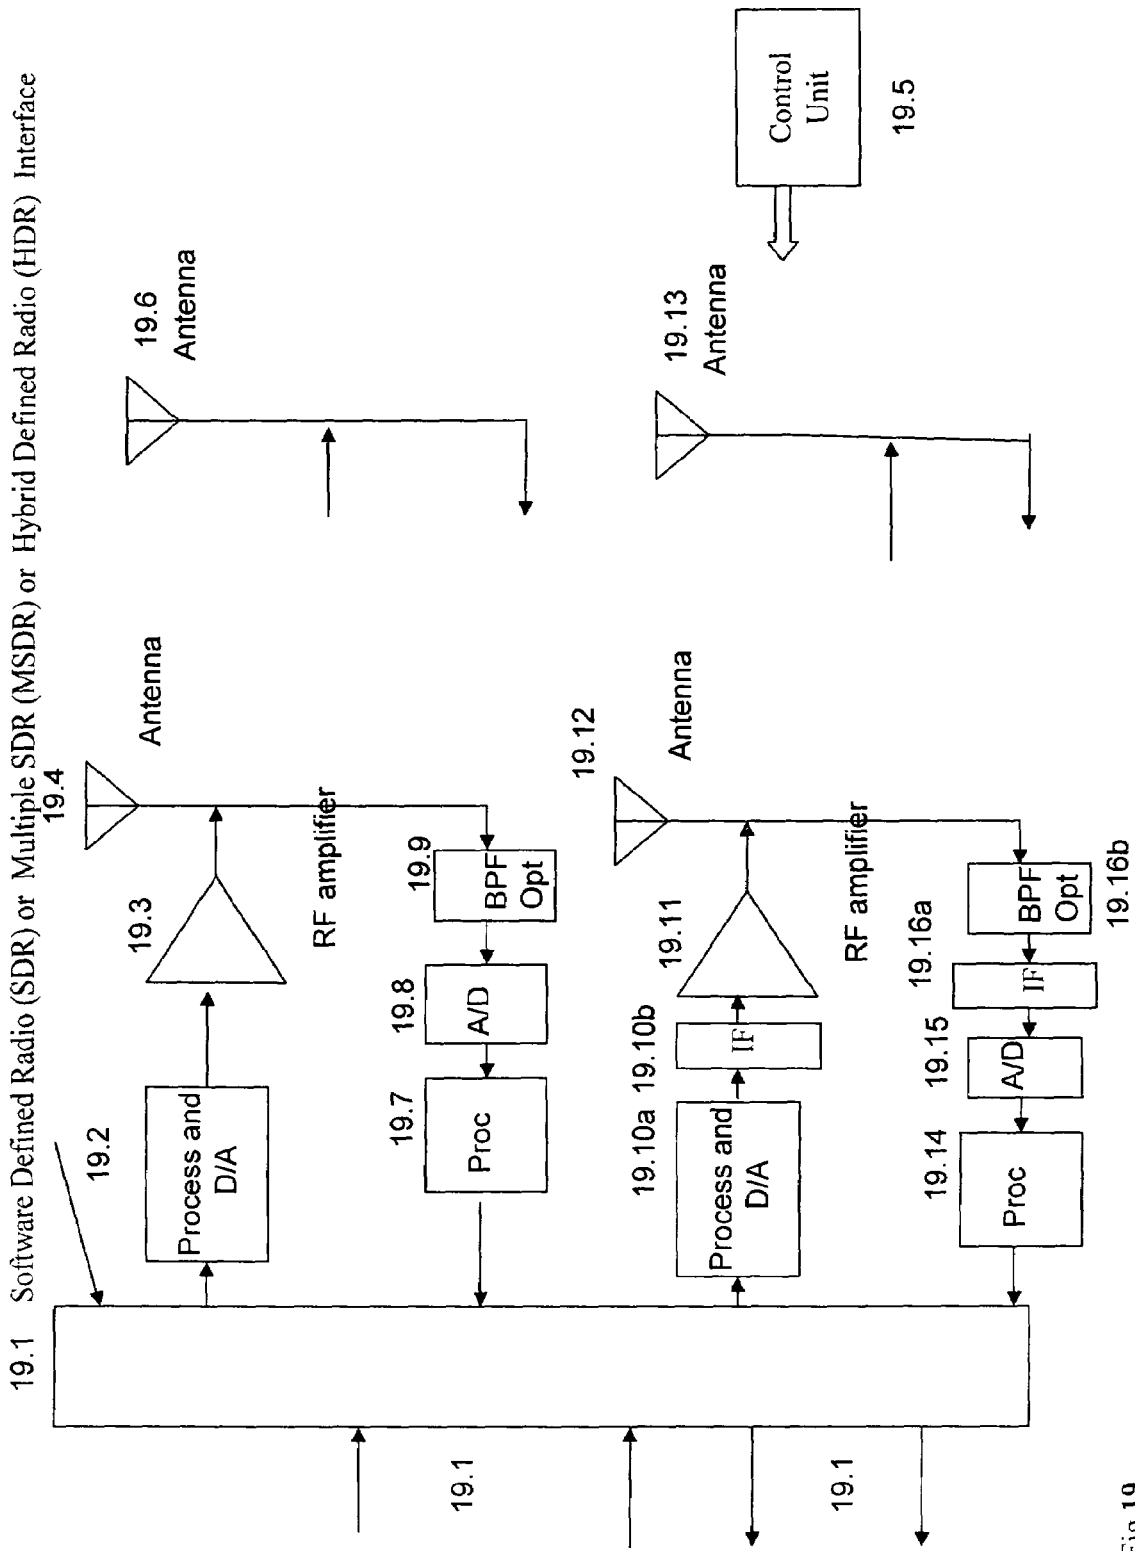 19.1 Software Defined Radio (SDR) or Multiple SDR (MSDR) or Hybrid Defined Radio (HDR) Interface
19.2
Process and
D/A
19.3
RF amplifier
19.4
Antenna
19.6
Antenna
19.7
Proc
19.8
A/D
19.9
BPF
Opt
19.1
19.10a
Process and
D/A
19.10b
IF
19.11
RF amplifier
19.12
Antenna
19.13
Antenna
Control
Unit
19.5
19.1
19.14
Proc
19.15
A/D
19.16a
IF
BPF
Opt
19.16b
Fig 19